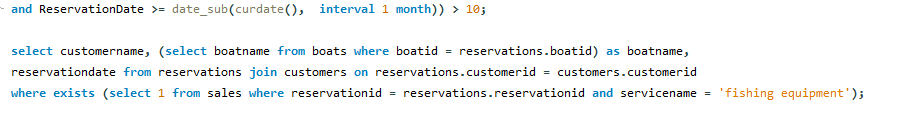 and ReservationDate >= date_sub(curdate(),  interval 1 month)) > 10;
select customername, (select boatname from boats where boatid = reservations.boatid) as boatname,
reservationdate from reservations join customers on reservations.customerid = customers.customerid
where exists (select 1 from sales where reservationid = reservations.reservationid and servicename = 'fishing equipment');